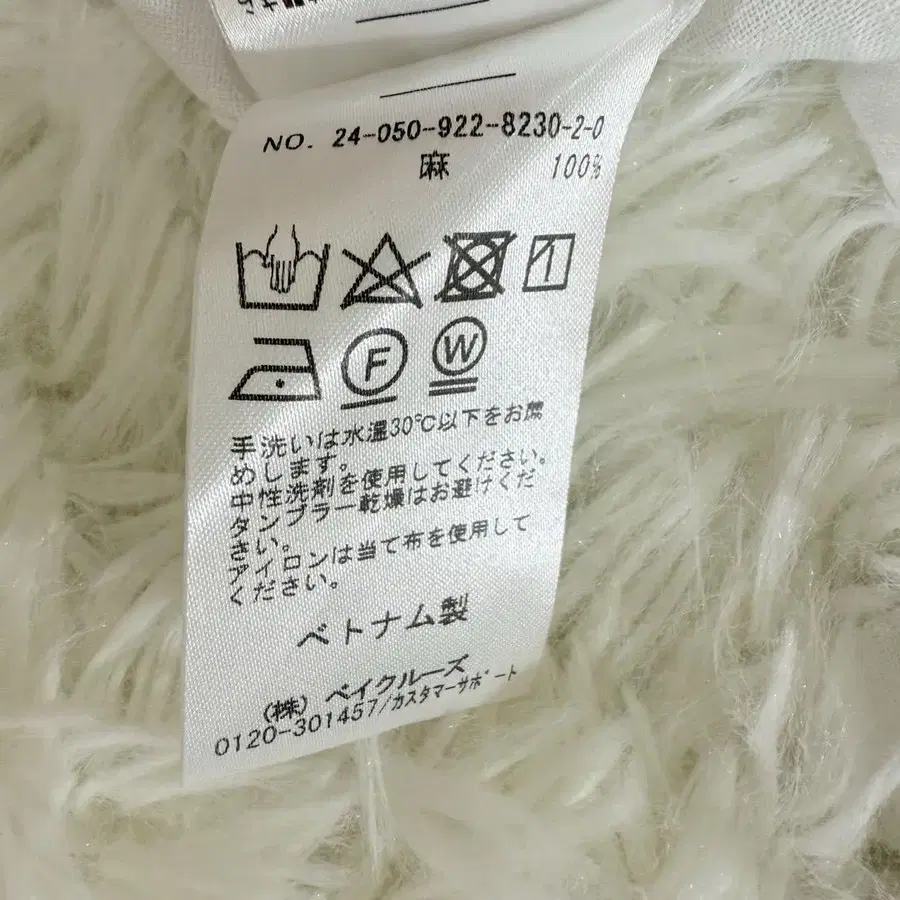 NO. 24-050-922-8230-2-0
麻 100%
F W
手洗いは水温30℃以下をお奨
めします。
中性洗剤を使用してください。
タンブラー乾燥はお避けくだ
さい。
アイロンは当て布を使用して
ください。
ベトナム製
(株) ベイクルーズ
0120-301457/カスタマーサポート